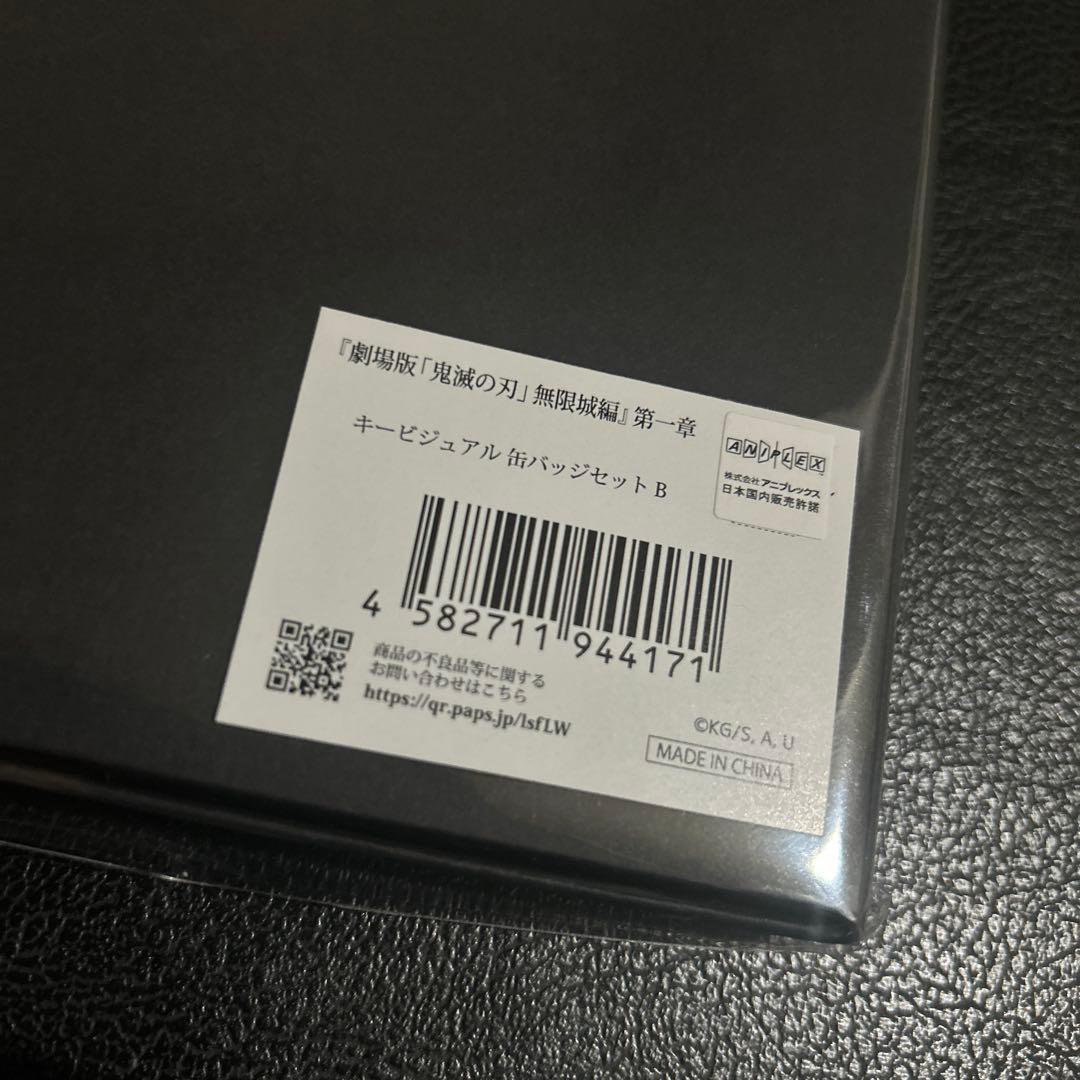 『劇場版「鬼滅の刃」無限城編』第一章
キービジュアル 缶バッジセット B
ANIPLEX
株式会社アニプレックス
日本国内販売許諾
4 582711 944171
商品の不良品等に関する
お問い合わせはこちら
https://qr.paps.jp/lsfLW
©KG/S, A, U
MADE IN CHINA